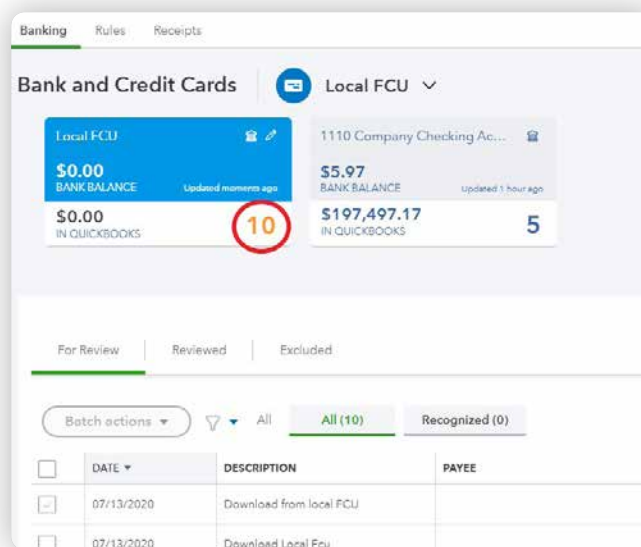 Banking Rules Receipts
Bank and Credit Cards Local FCU
Local FCU
$0.00
BANK BALANCE Updated moments ago
$0.00
IN QUICKBOOKS
10
1110 Company Checking Ac...
$5.97
BANK BALANCE Updated 1 hour ago
$197,497.17
IN QUICKBOOKS
5
For Review Reviewed Excluded
Batch actions All All (10) Recognized (0)
DATE DESCRIPTION PAYEE
07/13/2020 Download from local FCU
07/13/2020 Download Local Fcu